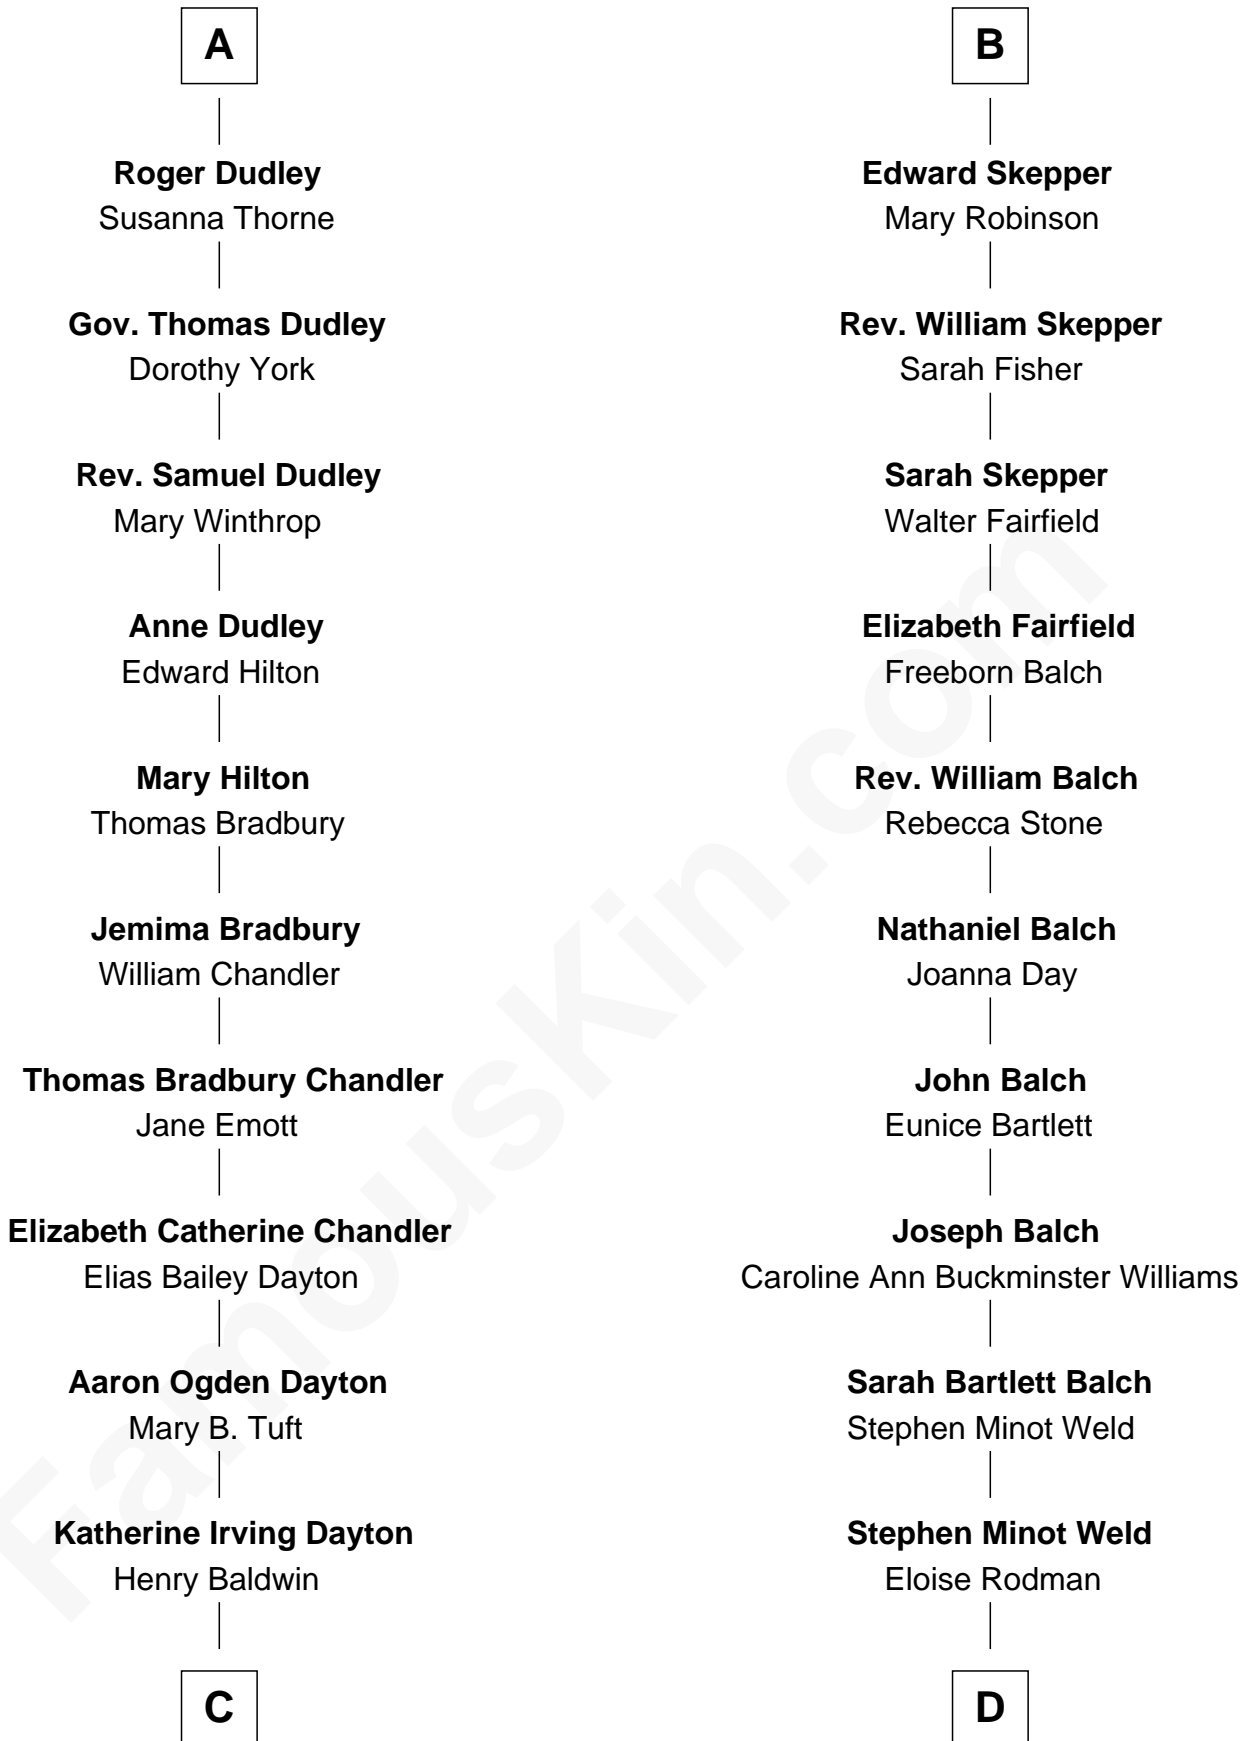 A
Roger Dudley
Susanna Thorne
Gov. Thomas Dudley
Dorothy York
Rev. Samuel Dudley
Mary Winthrop
Anne Dudley
Edward Hilton
Mary Hilton
Thomas Bradbury
Jemima Bradbury
William Chandler
Thomas Bradbury Chandler
Jane Emott
Elizabeth Catherine Chandler
Elias Bailey Dayton
Aaron Ogden Dayton
Mary B. Tuft
Katherine Irving Dayton
Henry Baldwin
C
B
Edward Skepper
Mary Robinson
Rev. William Skepper
Sarah Fisher
Sarah Skepper
Walter Fairfield
Elizabeth Fairfield
Freeborn Balch
Rev. William Balch
Rebecca Stone
Nathaniel Balch
Joanna Day
John Balch
Eunice Bartlett
Joseph Balch
Caroline Ann Buckminster Williams
Sarah Bartlett Balch
Stephen Minot Weld
Stephen Minot Weld
Eloise Rodman
D
FamousKin.com